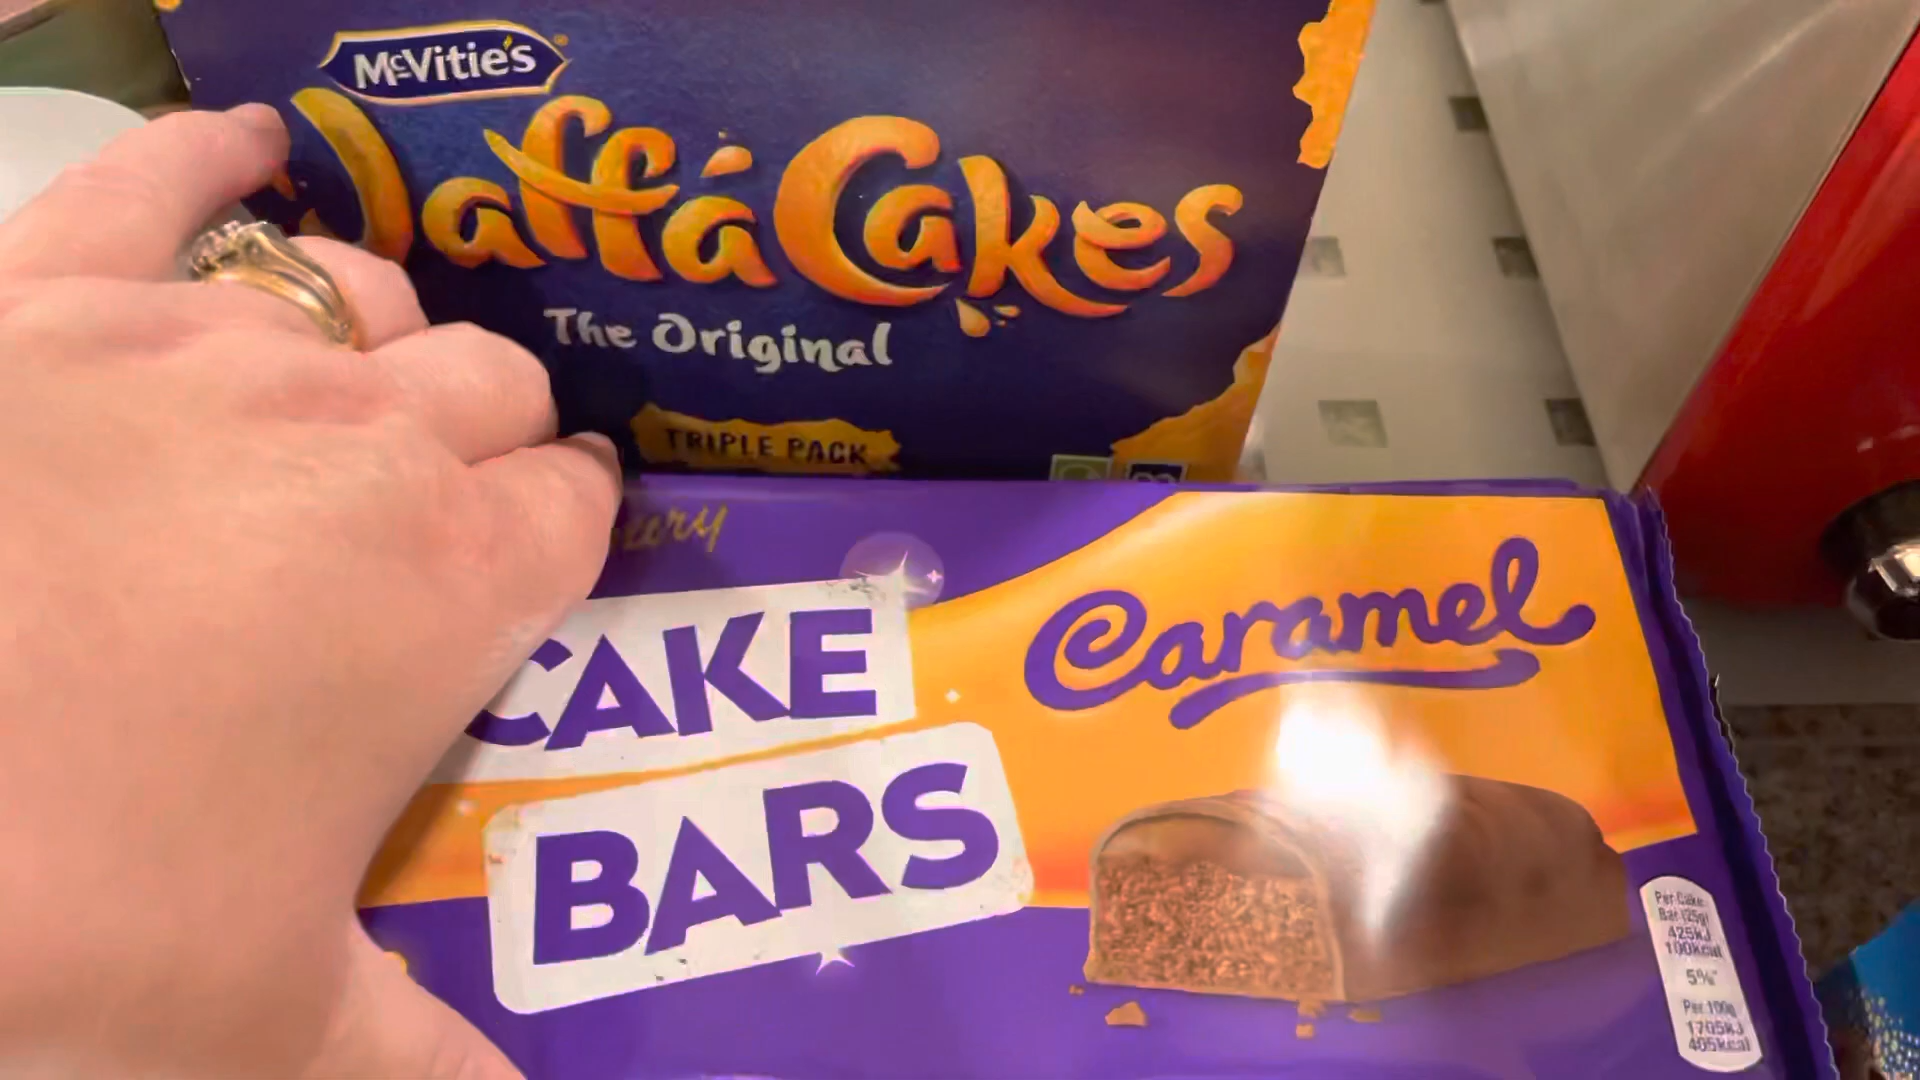 McVitie's
Jaffa Cakes
The Original
TRIPLE PACK
CAKE
BARS
Caramel
Per Cake
Bar (25g)
425kJ
100kcal
5%*
Per 100g
1705kJ
405kcal